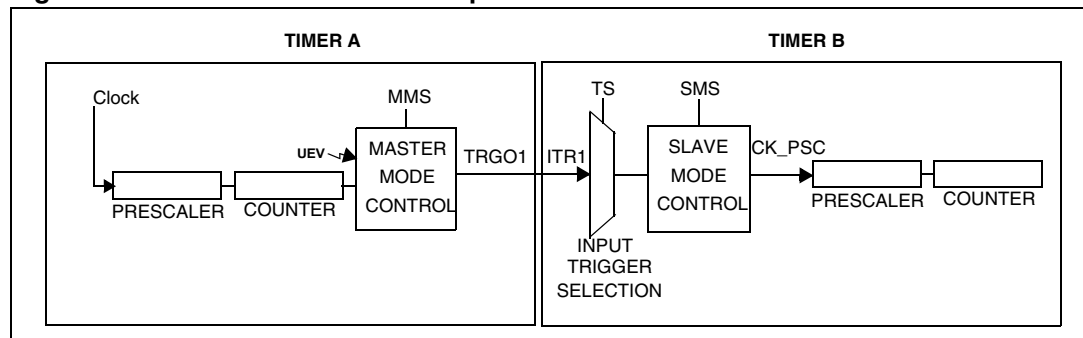 TIMER A
TIMER B
Clock
MMS
TS
SMS
UEV
MASTER
MODE
CONTROL
TRGO1
ITR1
SLAVE
MODE
CONTROL
CK_PSC
PRESCALER
COUNTER
PRESCALER
COUNTER
INPUT
TRIGGER
SELECTION